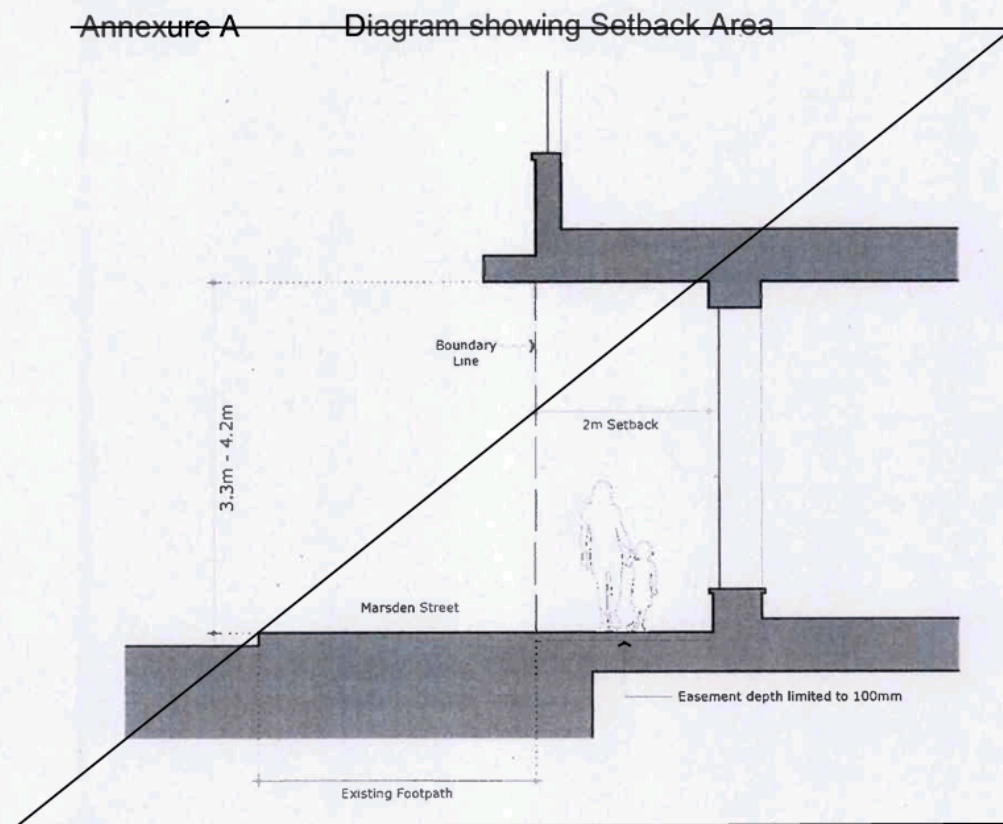 Annexure A Diagram showing Setback Area
Boundary
Line
2m Setback
3.3m - 4.2m
Marsden Street
Easement depth limited to 100mm
Existing Footpath